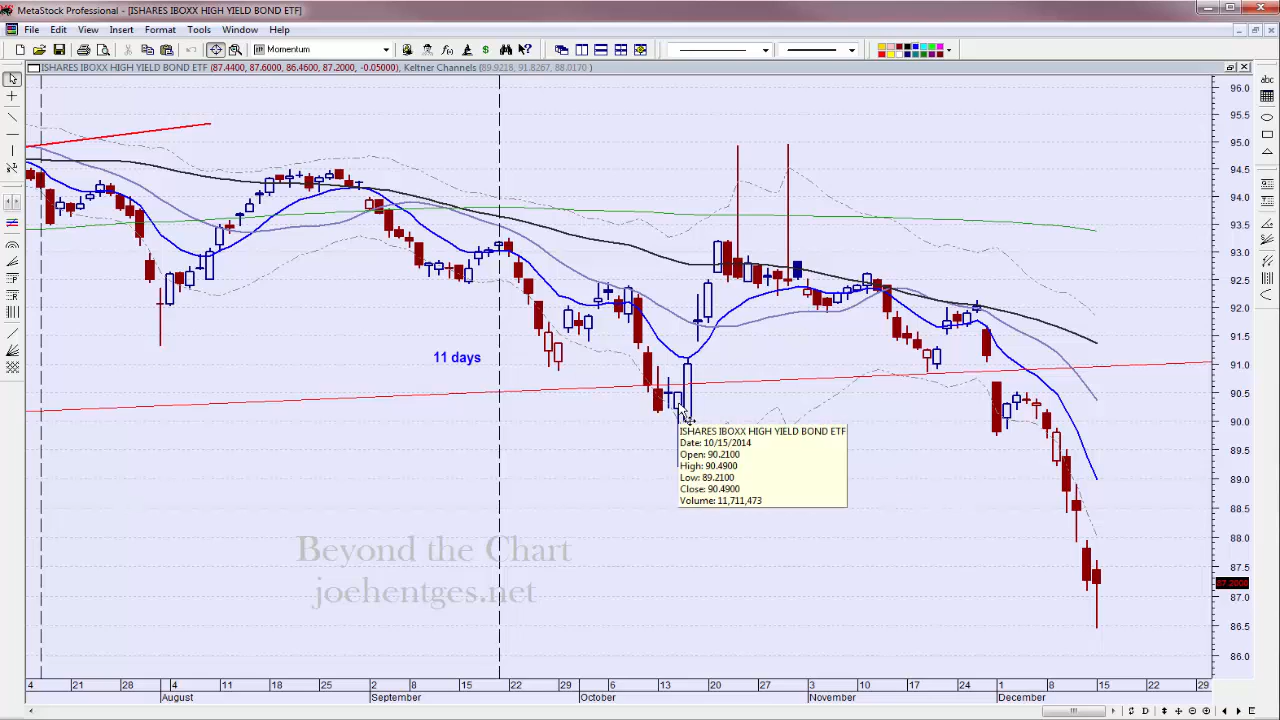 MetaStock Professional - [ISHARES IBOXX HIGH YIELD BOND ETF]
File Edit View Insert Format Tools Window Help
Momentum
ISHARES IBOXX HIGH YIELD BOND ETF (87.4400, 87.6000, 86.4600, 87.2000, -0.05000), Keltner Channels (89.9218, 91.8267, 88.0170 )
abc
96.0
95.5
95.0
94.5
94.0
93.5
93.0
92.5
92.0
91.5
91.0
90.5
90.0
89.5
89.0
88.5
88.0
87.5
87.2000
87.0
86.5
86.0
11 days
ISHARES IBOXX HIGH YIELD BOND ETF
Date: 10/15/2014
Open: 90.2100
High: 90.4900
Low: 89.2100
Close: 90.4900
Volume: 11,711,473
Beyond the Chart
joehentges.net
4 21 28 4 11 18 25 2 8 15 22 29 6 13 20 27 3 10 17 24 1 8 15 22 29
August September October November December